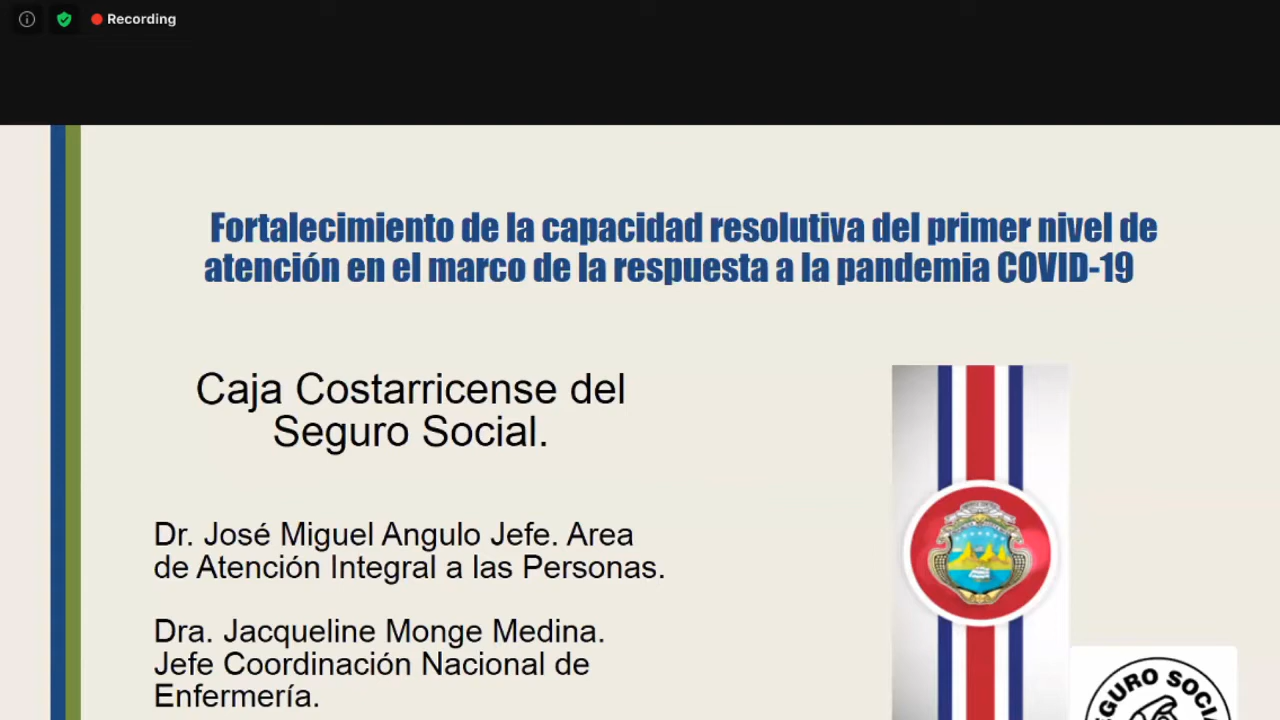 Recording
Fortalecimiento de la capacidad resolutiva del primer nivel de
atención en el marco de la respuesta a la pandemia COVID-19
Caja Costarricense del
Seguro Social.
Dr. José Miguel Angulo Jefe. Area
de Atención Integral a las Personas.
Dra. Jacqueline Monge Medina.
Jefe Coordinación Nacional de
Enfermería.